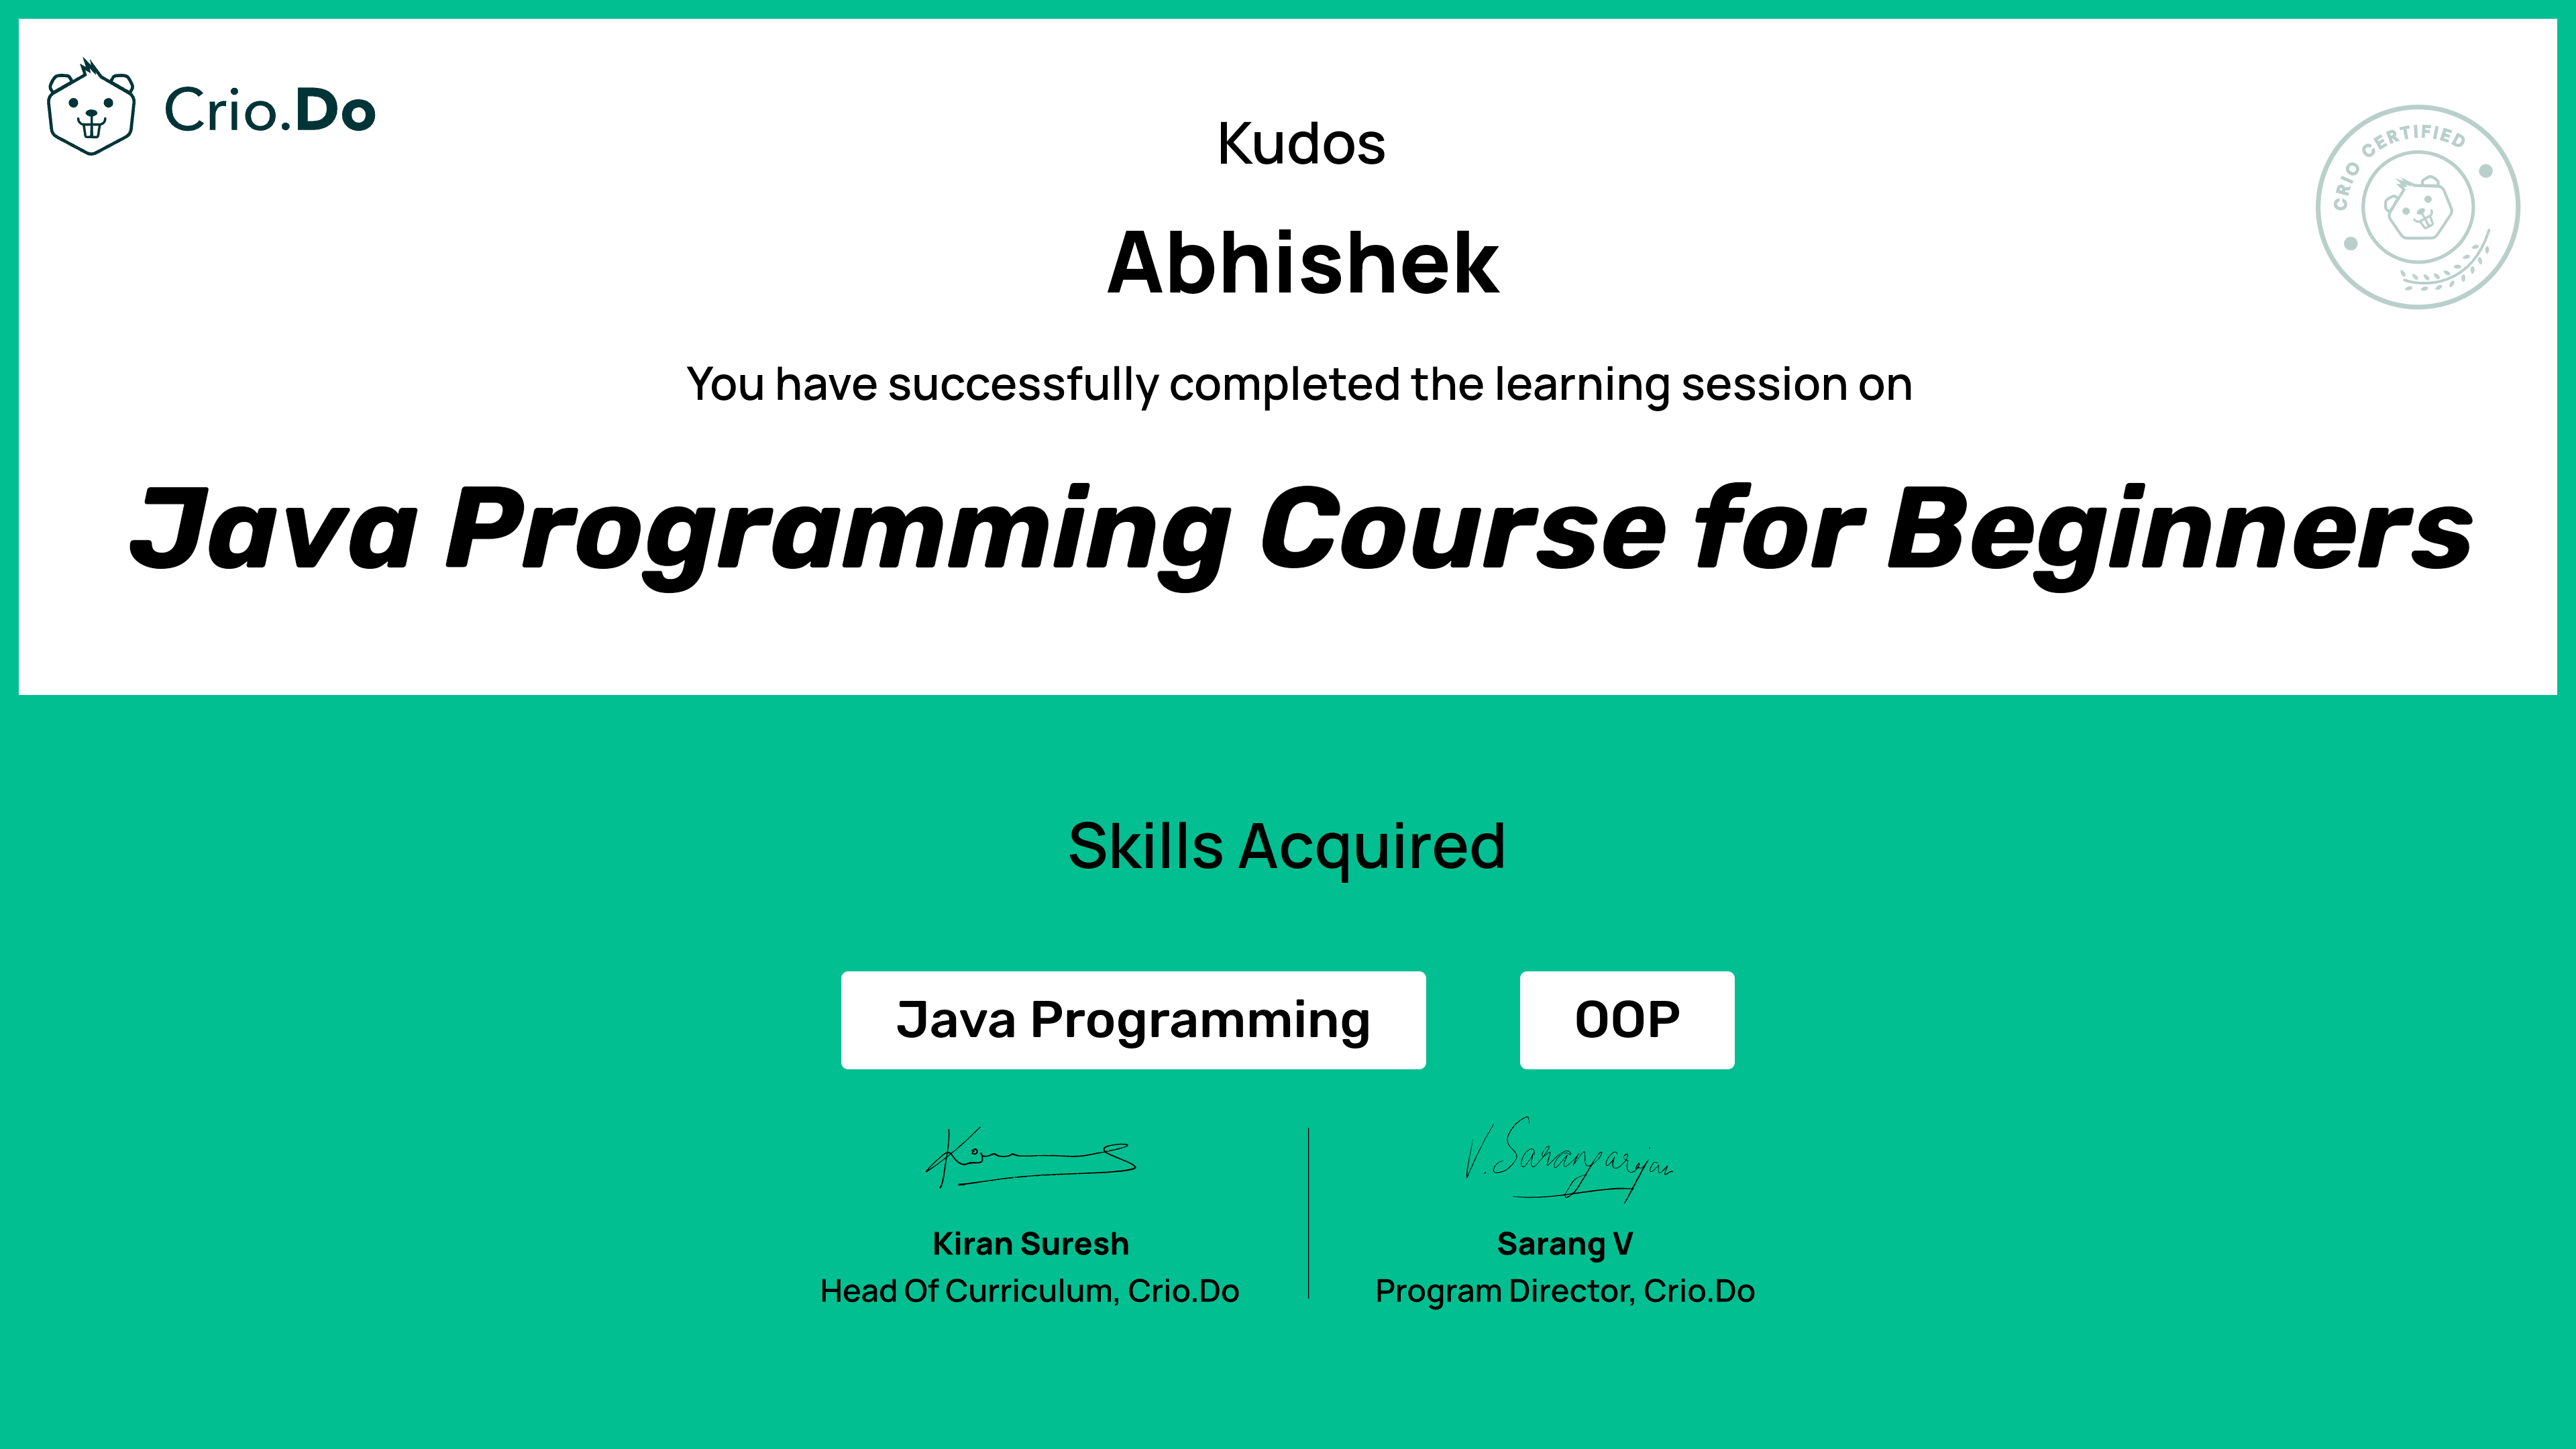 Crio.Do
CRIO CERTIFIED
Kudos
Abhishek
You have successfully completed the learning session on
Java Programming Course for Beginners
Skills Acquired
Java Programming
OOP
V. Sarangarajan
Kiran Suresh
Head Of Curriculum, Crio.Do
Sarang V
Program Director, Crio.Do